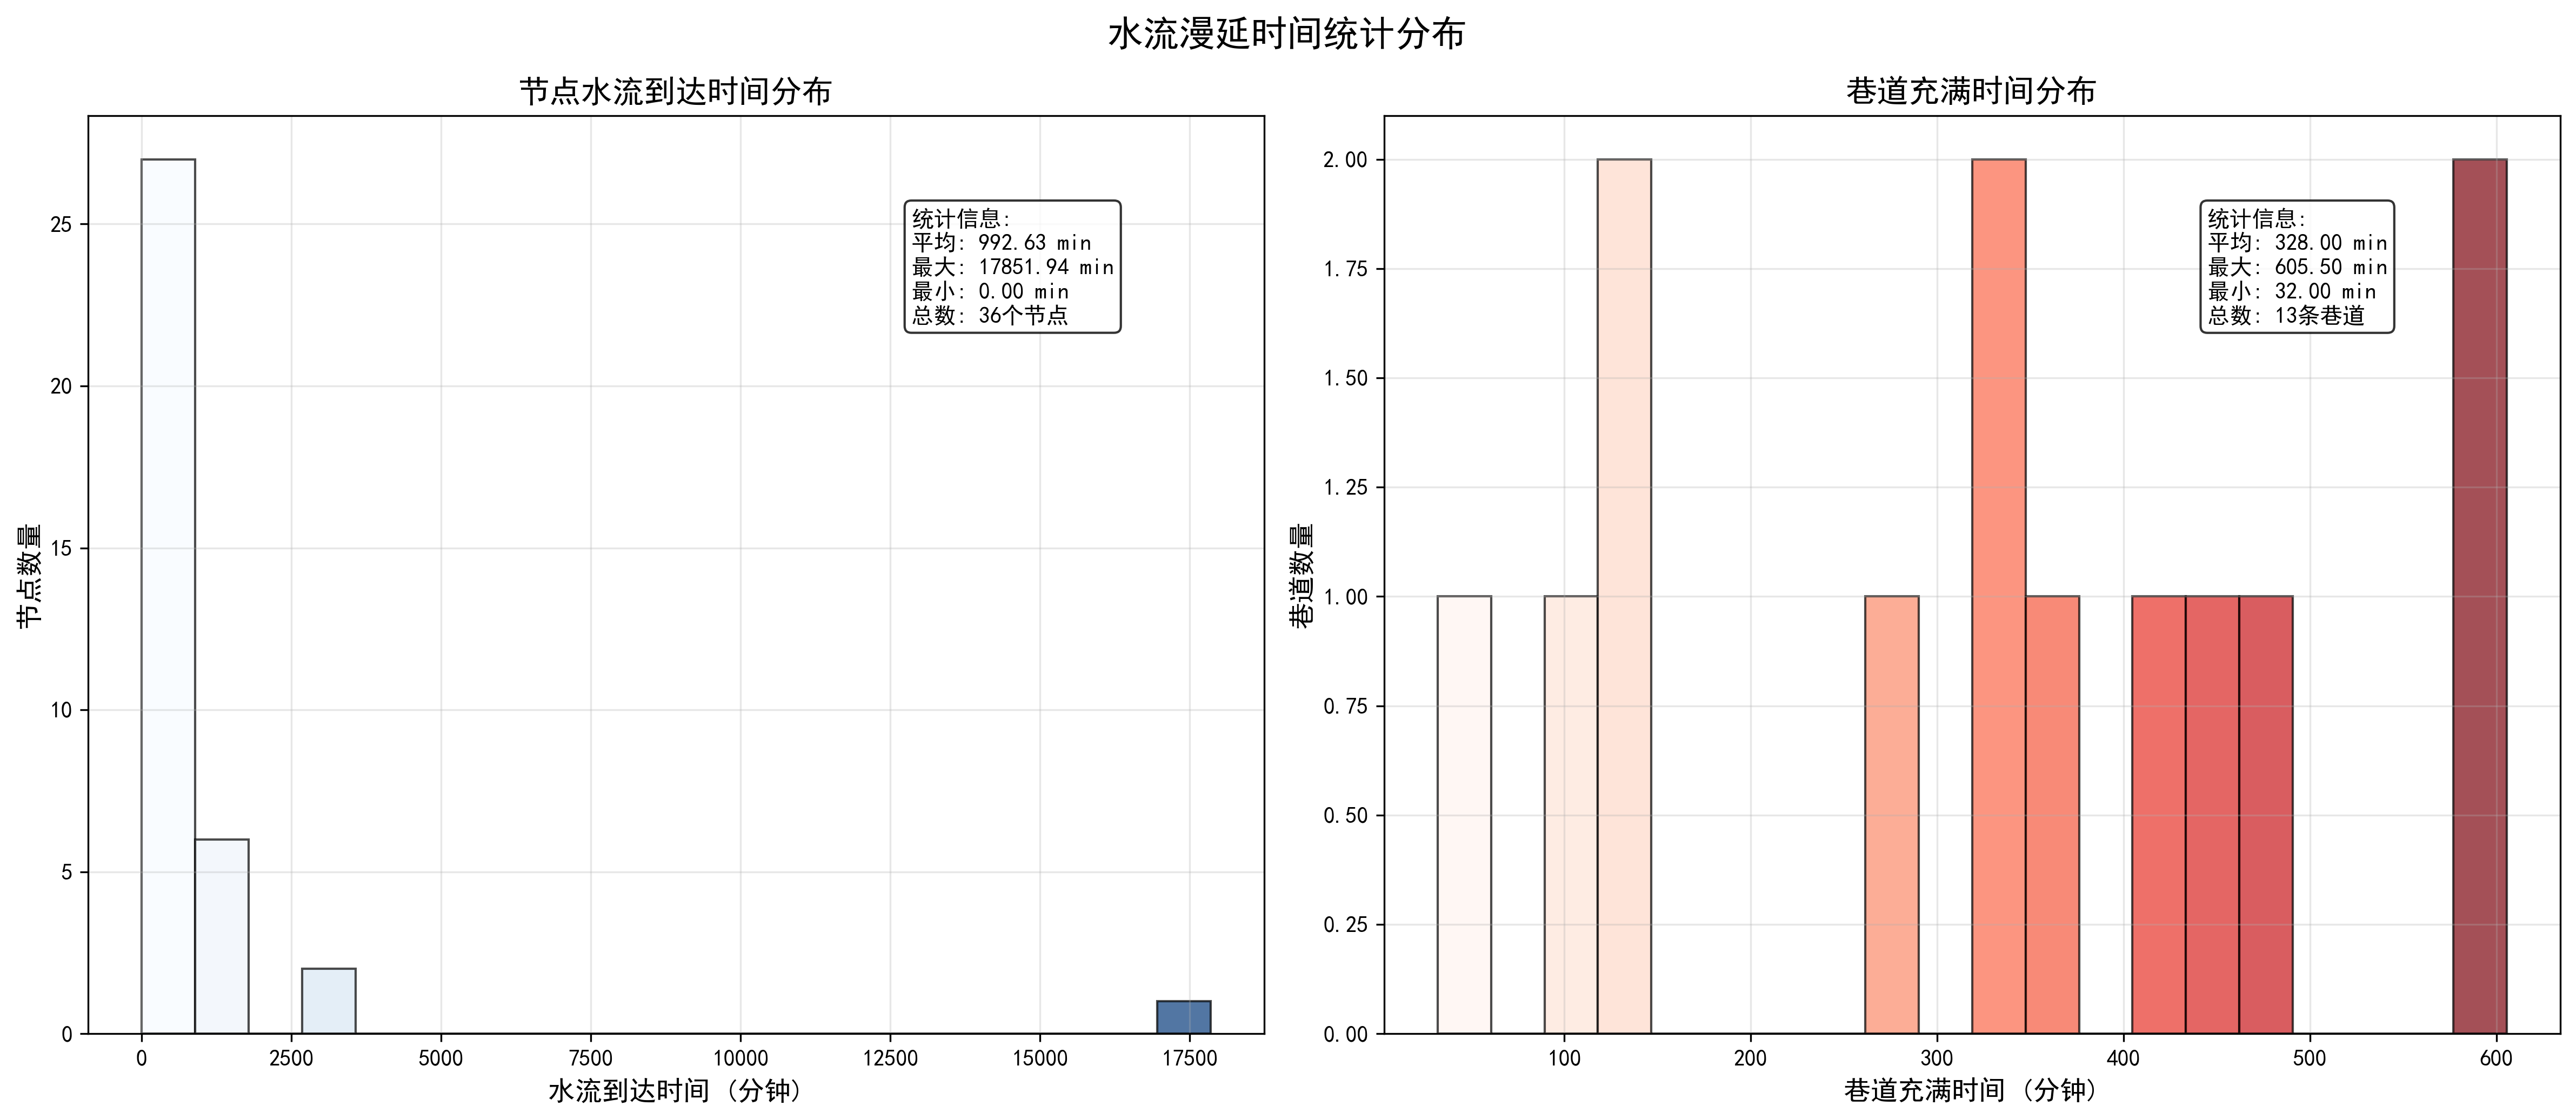 水流漫延时间统计分布
节点水流到达时间分布
节点数量
25
20
15
10
5
0
统计信息:
平均: 992.63 min
最大: 17851.94 min
最小: 0.00 min
总数: 36个节点
0 2500 5000 7500 10000 12500 15000 17500
水流到达时间 (分钟)
巷道充满时间分布
巷道数量
2.00
1.75
1.50
1.25
1.00
0.75
0.50
0.25
0.00
统计信息:
平均: 328.00 min
最大: 605.50 min
最小: 32.00 min
总数: 13条巷道
100 200 300 400 500 600
巷道充满时间 (分钟)